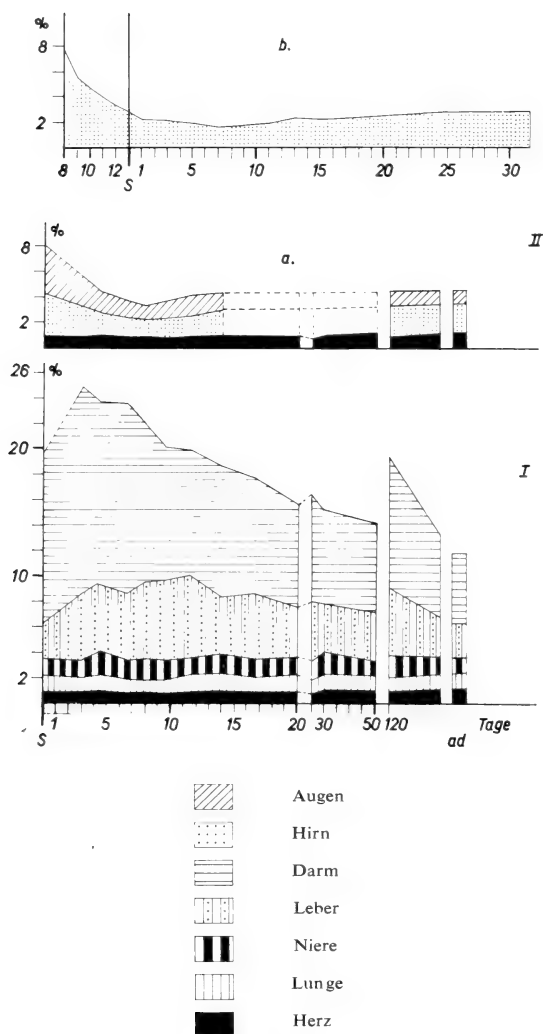 %
b.
8
2
8 10 12 1 5 10 15 20 25 30
S
%
II
8
a.
2
26 %
20
I
10
2
1 5 10 15 20 30 50 120 Tage
S ad
Augen
Hirn
Darm
Leber
Niere
Lunge
Herz